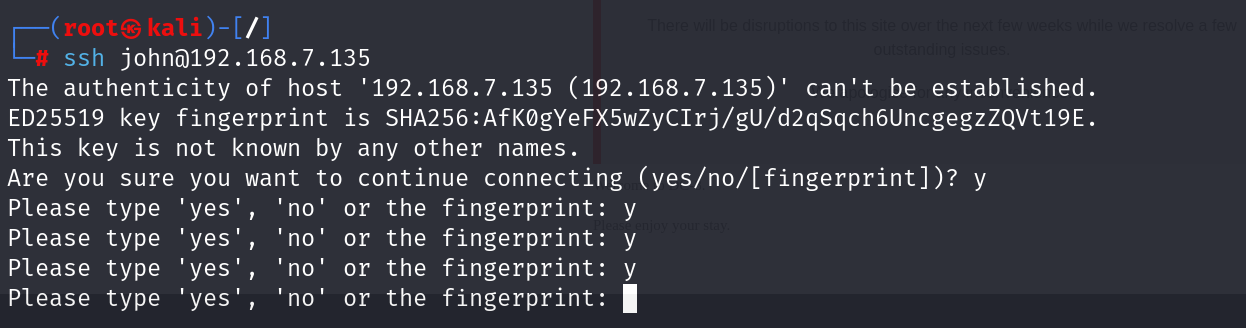 ┌──(root㉿kali)-[/]
└─# ssh john@192.168.7.135
The authenticity of host '192.168.7.135 (192.168.7.135)' can't be established.
ED25519 key fingerprint is SHA256:AfK0gYeFX5wZyCIrj/gU/d2qSqch6UncgegzZQVt19E.
This key is not known by any other names.
Are you sure you want to continue connecting (yes/no/[fingerprint])? y
Please type 'yes', 'no' or the fingerprint: y
Please type 'yes', 'no' or the fingerprint: y
Please type 'yes', 'no' or the fingerprint: y
Please type 'yes', 'no' or the fingerprint:
There will be disruptions to this site over the next few weeks while we resolve a few
outstanding issues
Please enjoy your stay.